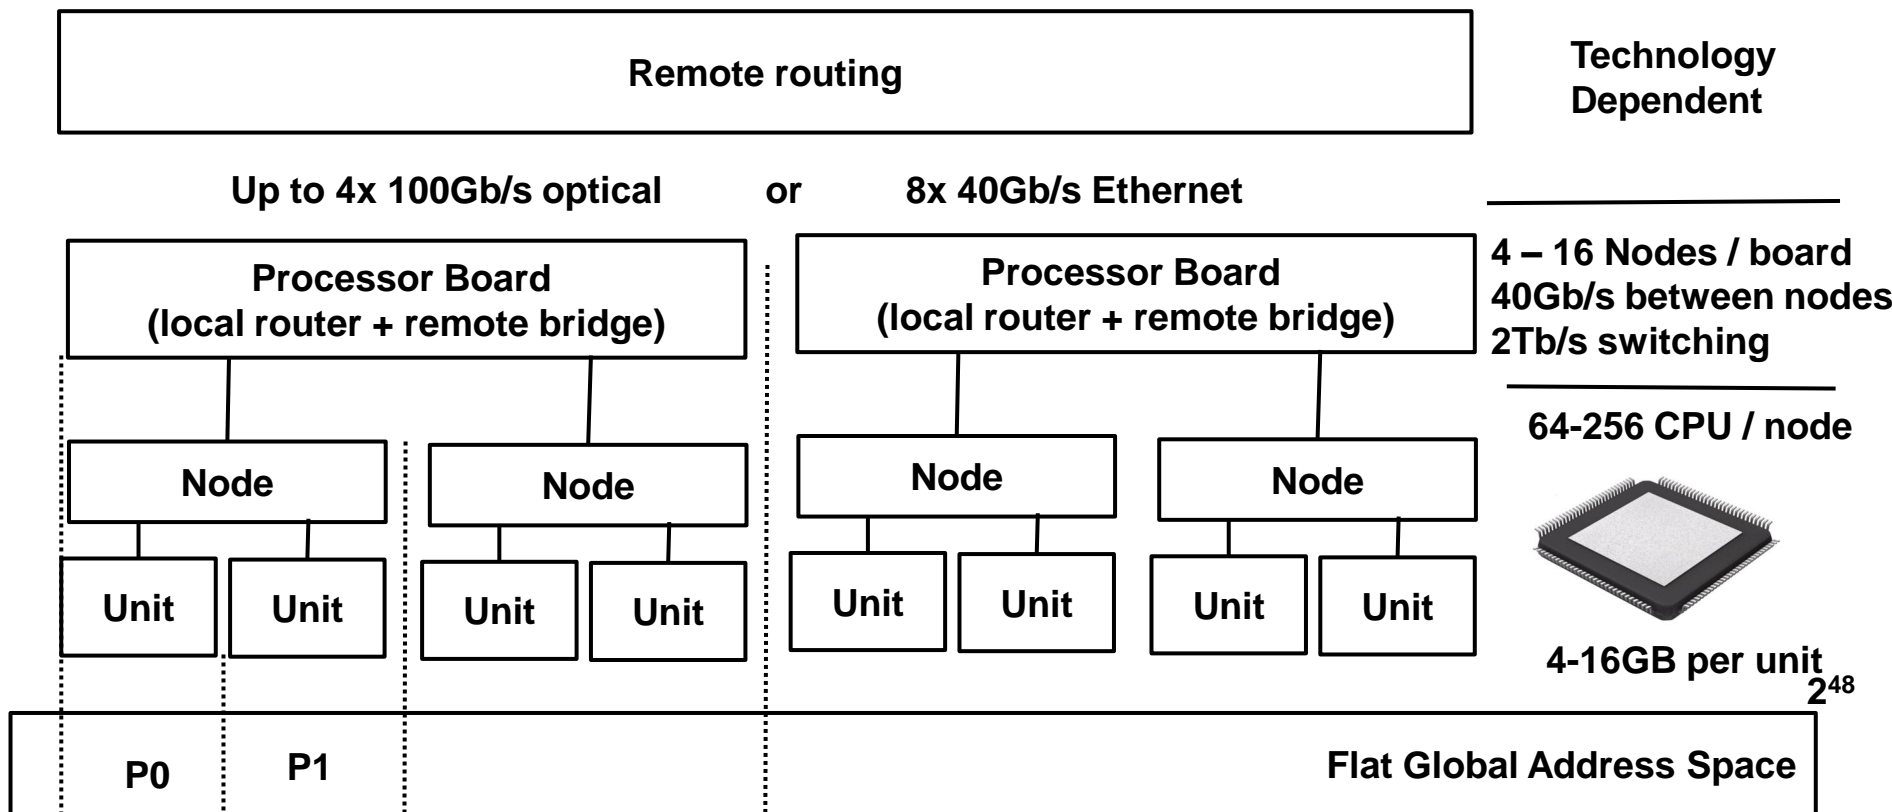 Remote routing
Technology
Dependent
Up to 4x 100Gb/s optical or 8x 40Gb/s Ethernet
Processor Board
(local router + remote bridge)
Processor Board
(local router + remote bridge)
4 – 16 Nodes / board
40Gb/s between nodes
2Tb/s switching
64-256 CPU / node
Node
Node
Node
Node
Unit
Unit
Unit
Unit
Unit
Unit
Unit
Unit
4-16GB per unit
2⁴⁸
P0
P1
Flat Global Address Space